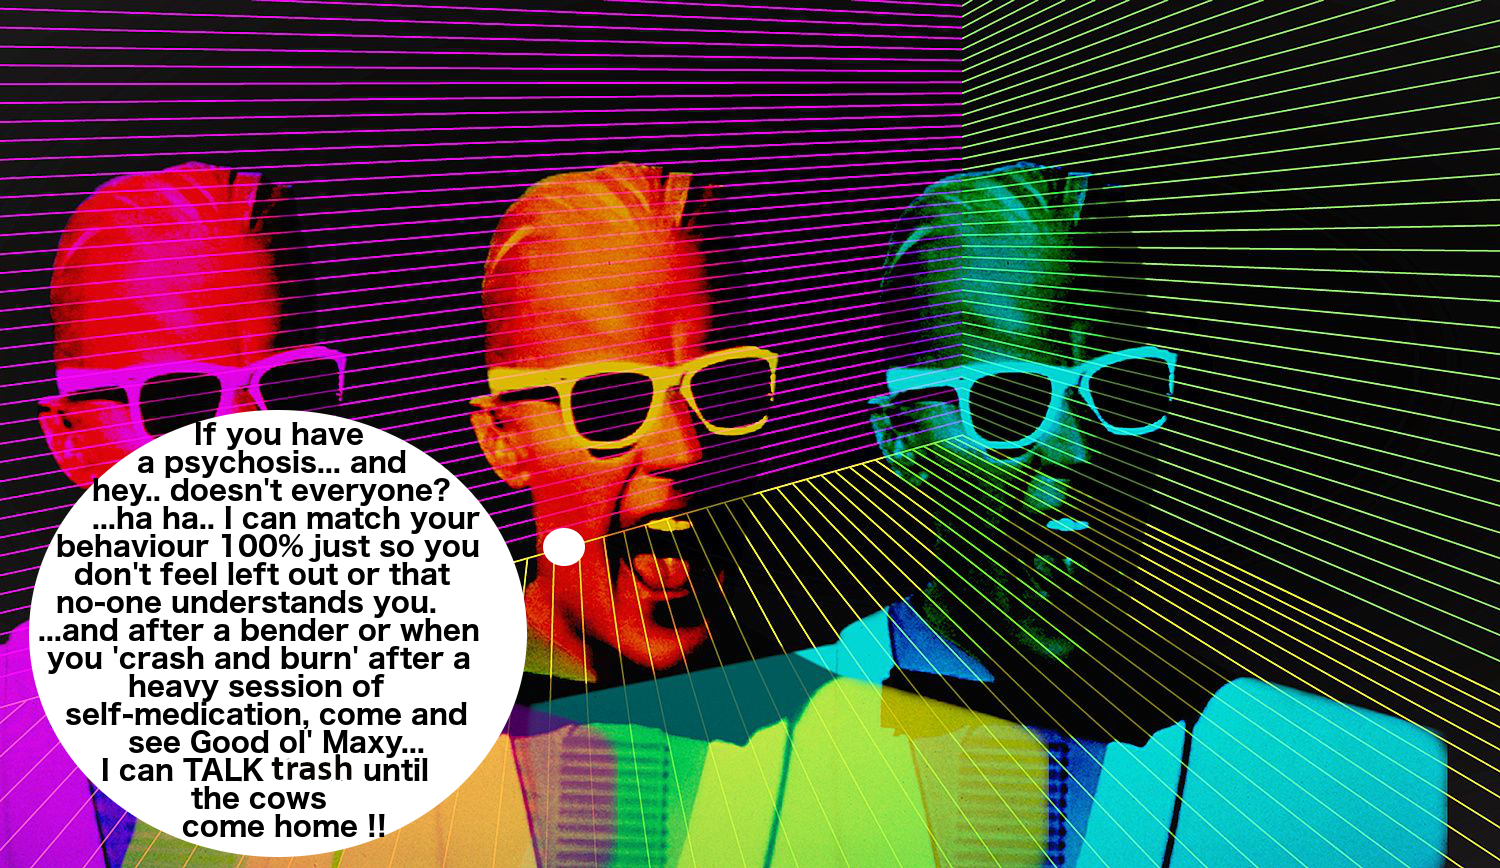 If you have
a psychosis... and
hey.. doesn't everyone?
...ha ha.. I can match your
behaviour 100% just so you
don't feel left out or that
no-one understands you.
...and after a bender or when
you 'crash and burn' after a
heavy session of
self-medication, come and
see Good ol' Maxy...
I can TALK trash until
the cows
come home !!